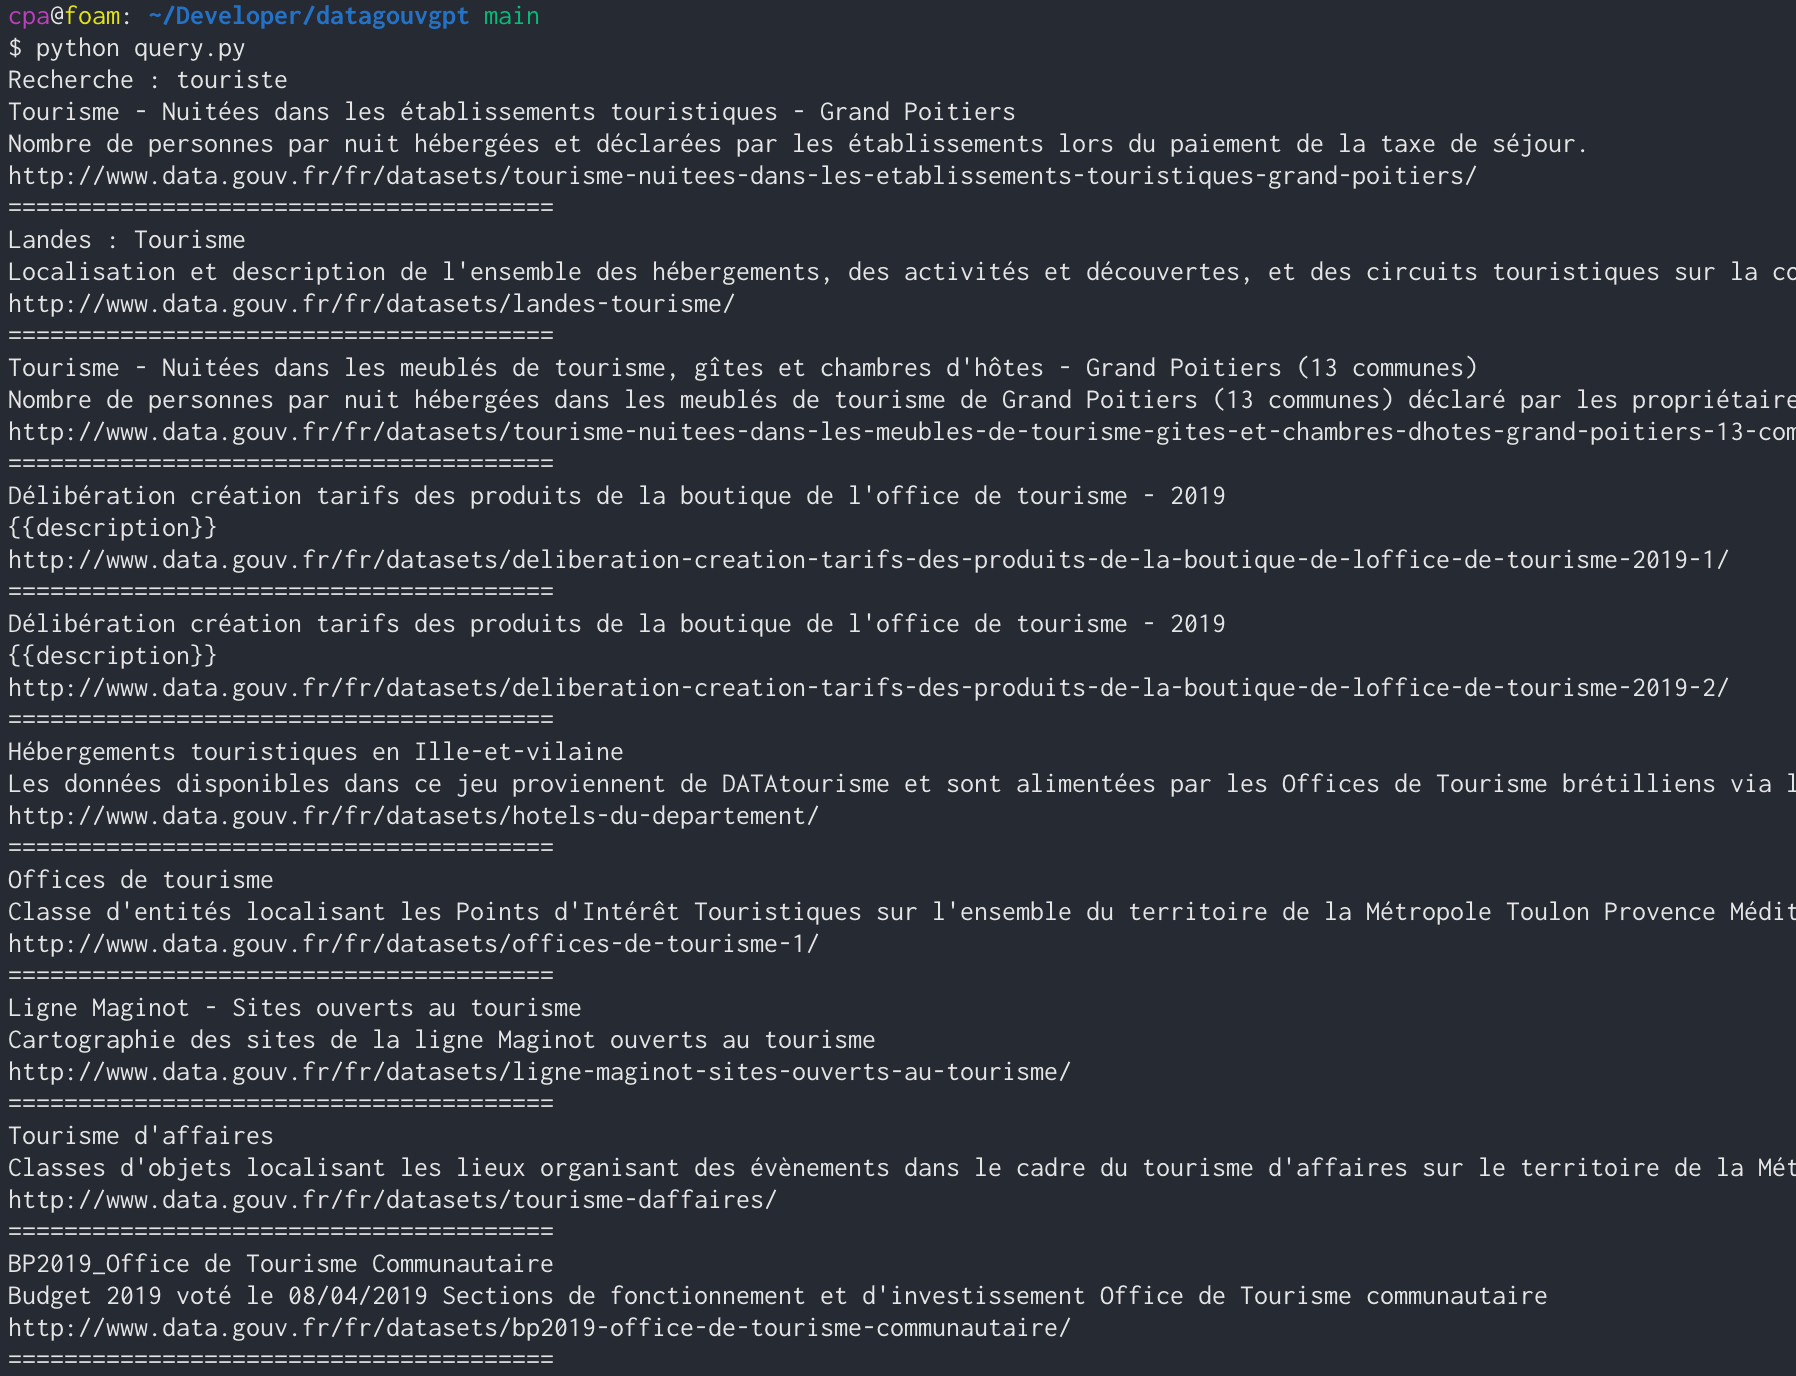 cpa@foam: ~/Developer/datagouvgpt main
$ python query.py
Recherche : touriste
Tourisme - Nuitées dans les établissements touristiques - Grand Poitiers
Nombre de personnes par nuit hébergées et déclarées par les établissements lors du paiement de la taxe de séjour.
http://www.data.gouv.fr/fr/datasets/tourisme-nuitees-dans-les-etablissements-touristiques-grand-poitiers/
=======================================
Landes : Tourisme
Localisation et description de l'ensemble des hébergements, des activités et découvertes, et des circuits touristiques sur la co
http://www.data.gouv.fr/fr/datasets/landes-tourisme/
=======================================
Tourisme - Nuitées dans les meublés de tourisme, gîtes et chambres d'hôtes - Grand Poitiers (13 communes)
Nombre de personnes par nuit hébergées dans les meublés de tourisme de Grand Poitiers (13 communes) déclaré par les propriétaire
http://www.data.gouv.fr/fr/datasets/tourisme-nuitees-dans-les-meubles-de-tourisme-gites-et-chambres-dhotes-grand-poitiers-13-com
=======================================
Délibération création tarifs des produits de la boutique de l'office de tourisme - 2019
{{description}}
http://www.data.gouv.fr/fr/datasets/deliberation-creation-tarifs-des-produits-de-la-boutique-de-loffice-de-tourisme-2019-1/
=======================================
Délibération création tarifs des produits de la boutique de l'office de tourisme - 2019
{{description}}
http://www.data.gouv.fr/fr/datasets/deliberation-creation-tarifs-des-produits-de-la-boutique-de-loffice-de-tourisme-2019-2/
=======================================
Hébergements touristiques en Ille-et-vilaine
Les données disponibles dans ce jeu proviennent de DATAtourisme et sont alimentées par les Offices de Tourisme brétilliens via l
http://www.data.gouv.fr/fr/datasets/hotels-du-departement/
=======================================
Offices de tourisme
Classe d'entités localisant les Points d'Intérêt Touristiques sur l'ensemble du territoire de la Métropole Toulon Provence Médit
http://www.data.gouv.fr/fr/datasets/offices-de-tourisme-1/
=======================================
Ligne Maginot - Sites ouverts au tourisme
Cartographie des sites de la ligne Maginot ouverts au tourisme
http://www.data.gouv.fr/fr/datasets/ligne-maginot-sites-ouverts-au-tourisme/
=======================================
Tourisme d'affaires
Classes d'objets localisant les lieux organisant des évènements dans le cadre du tourisme d'affaires sur le territoire de la Mét
http://www.data.gouv.fr/fr/datasets/tourisme-daffaires/
=======================================
BP2019_Office de Tourisme Communautaire
Budget 2019 voté le 08/04/2019 Sections de fonctionnement et d'investissement Office de Tourisme communautaire
http://www.data.gouv.fr/fr/datasets/bp2019-office-de-tourisme-communautaire/
=======================================